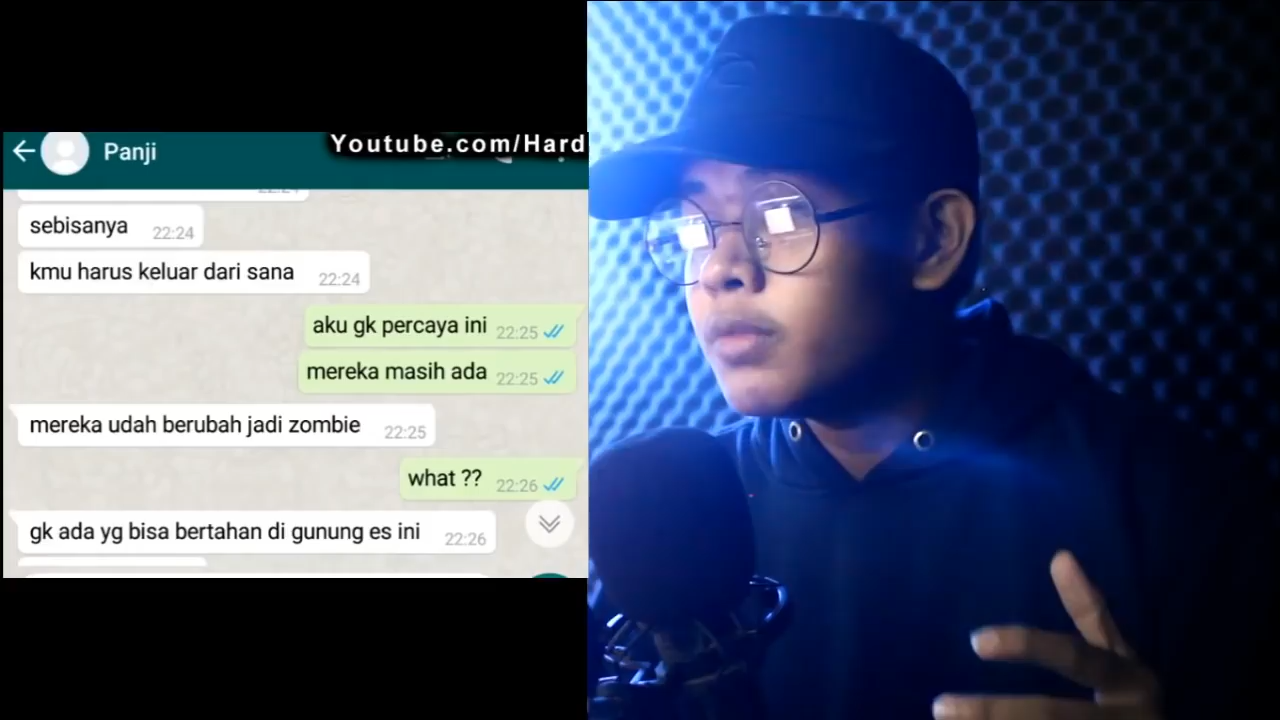 Panji
Youtube.com/Hard
22:24
sebisanya 22:24
kmu harus keluar dari sana 22:24
aku gk percaya ini 22:25
mereka masih ada 22:25
mereka udah berubah jadi zombie 22:25
what ?? 22:26
gk ada yg bisa bertahan di gunung es ini 22:26